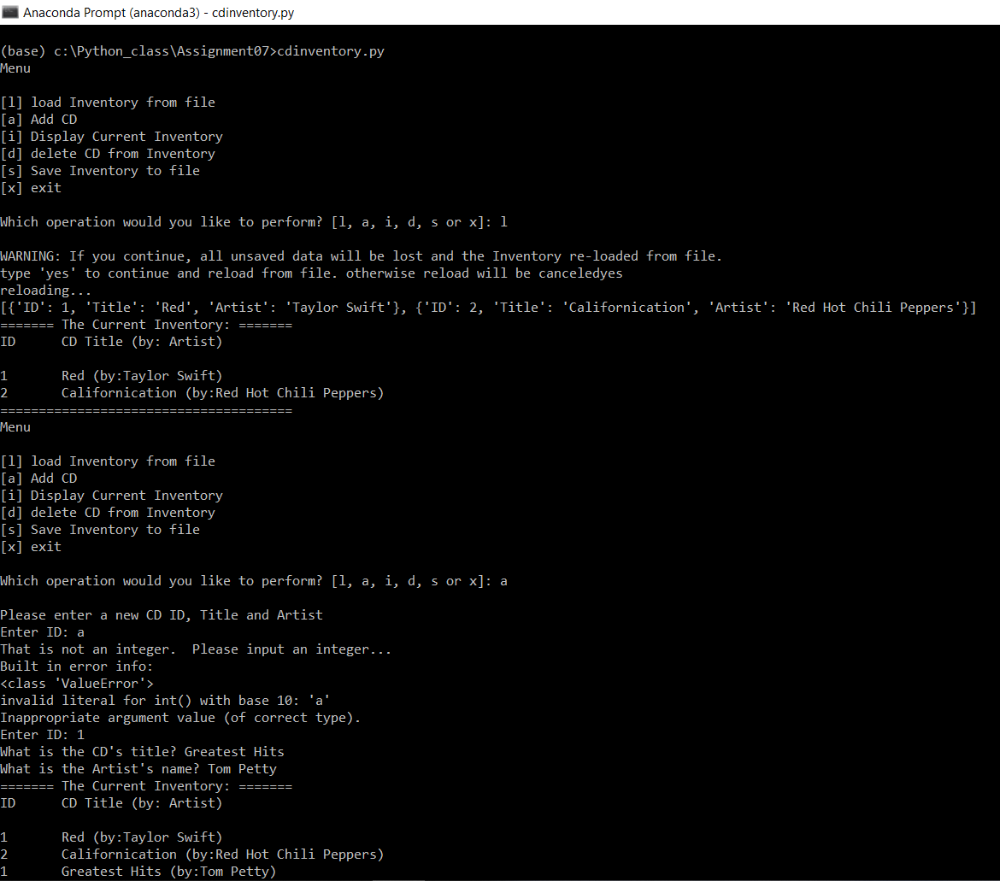 Anaconda Prompt (anaconda3) - cdinventory.py
(base) c:\Python_class\Assignment07>cdinventory.py
Menu
[l] load Inventory from file
[a] Add CD
[i] Display Current Inventory
[d] delete CD from Inventory
[s] Save Inventory to file
[x] exit
Which operation would you like to perform? [l, a, i, d, s or x]: l
WARNING: If you continue, all unsaved data will be lost and the Inventory re-loaded from file.
type 'yes' to continue and reload from file. otherwise reload will be canceledyes
reloading...
[{'ID': 1, 'Title': 'Red', 'Artist': 'Taylor Swift'}, {'ID': 2, 'Title': 'Californication', 'Artist': 'Red Hot Chili Peppers'}]
======= The Current Inventory: =======
ID      CD Title (by: Artist)
1       Red (by:Taylor Swift)
2       Californication (by:Red Hot Chili Peppers)
======================================
Menu
[l] load Inventory from file
[a] Add CD
[i] Display Current Inventory
[d] delete CD from Inventory
[s] Save Inventory to file
[x] exit
Which operation would you like to perform? [l, a, i, d, s or x]: a
Please enter a new CD ID, Title and Artist
Enter ID: a
That is not an integer.  Please input an integer...
Built in error info:
<class 'ValueError'>
invalid literal for int() with base 10: 'a'
Inappropriate argument value (of correct type).
Enter ID: 1
What is the CD's title? Greatest Hits
What is the Artist's name? Tom Petty
======= The Current Inventory: =======
ID      CD Title (by: Artist)
1       Red (by:Taylor Swift)
2       Californication (by:Red Hot Chili Peppers)
1       Greatest Hits (by:Tom Petty)